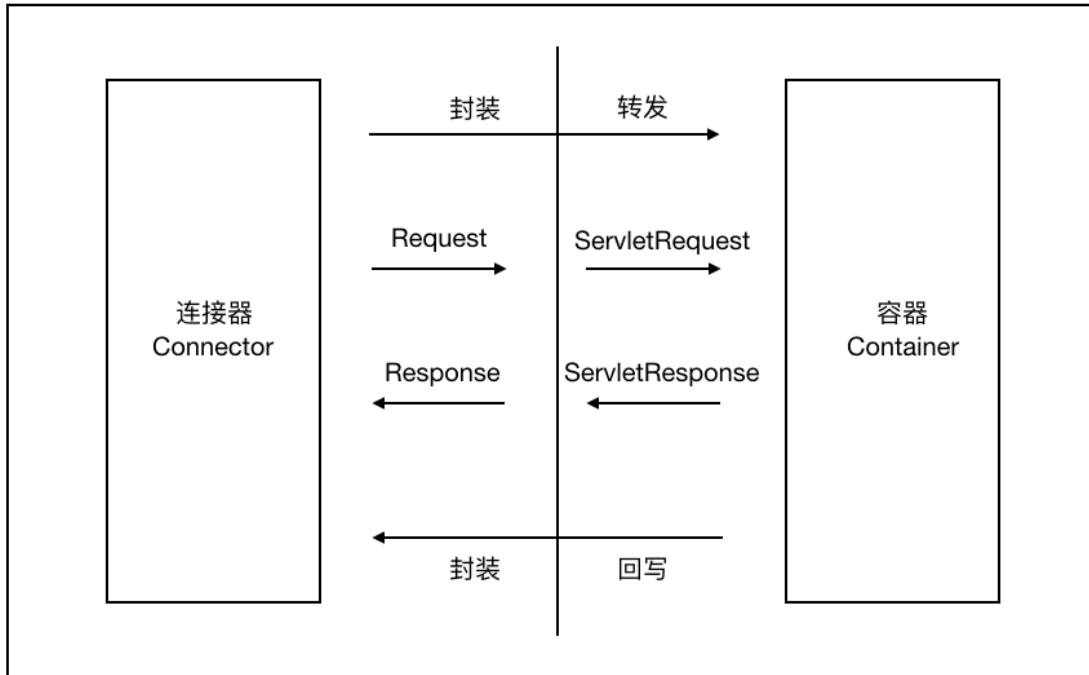 封装
转发
Request
ServletRequest
连接器
Connector
容器
Container
Response
ServletResponse
封装
回写